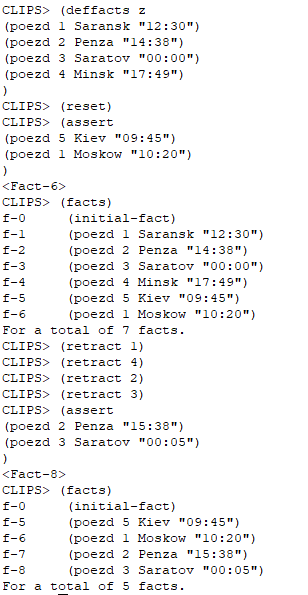 CLIPS> (deffacts z
(poezd 1 Saransk "12:30")
(poezd 2 Penza "14:38")
(poezd 3 Saratov "00:00")
(poezd 4 Minsk "17:49")
)
CLIPS> (reset)
CLIPS> (assert
(poezd 5 Kiev "09:45")
(poezd 1 Moskow "10:20")
)
<Fact-6>
CLIPS> (facts)
f-0     (initial-fact)
f-1     (poezd 1 Saransk "12:30")
f-2     (poezd 2 Penza "14:38")
f-3     (poezd 3 Saratov "00:00")
f-4     (poezd 4 Minsk "17:49")
f-5     (poezd 5 Kiev "09:45")
f-6     (poezd 1 Moskow "10:20")
For a total of 7 facts.
CLIPS> (retract 1)
CLIPS> (retract 4)
CLIPS> (retract 2)
CLIPS> (retract 3)
CLIPS> (assert
(poezd 2 Penza "15:38")
(poezd 3 Saratov "00:05")
)
<Fact-8>
CLIPS> (facts)
f-0     (initial-fact)
f-5     (poezd 5 Kiev "09:45")
f-6     (poezd 1 Moskow "10:20")
f-7     (poezd 2 Penza "15:38")
f-8     (poezd 3 Saratov "00:05")
For a total of 5 facts.